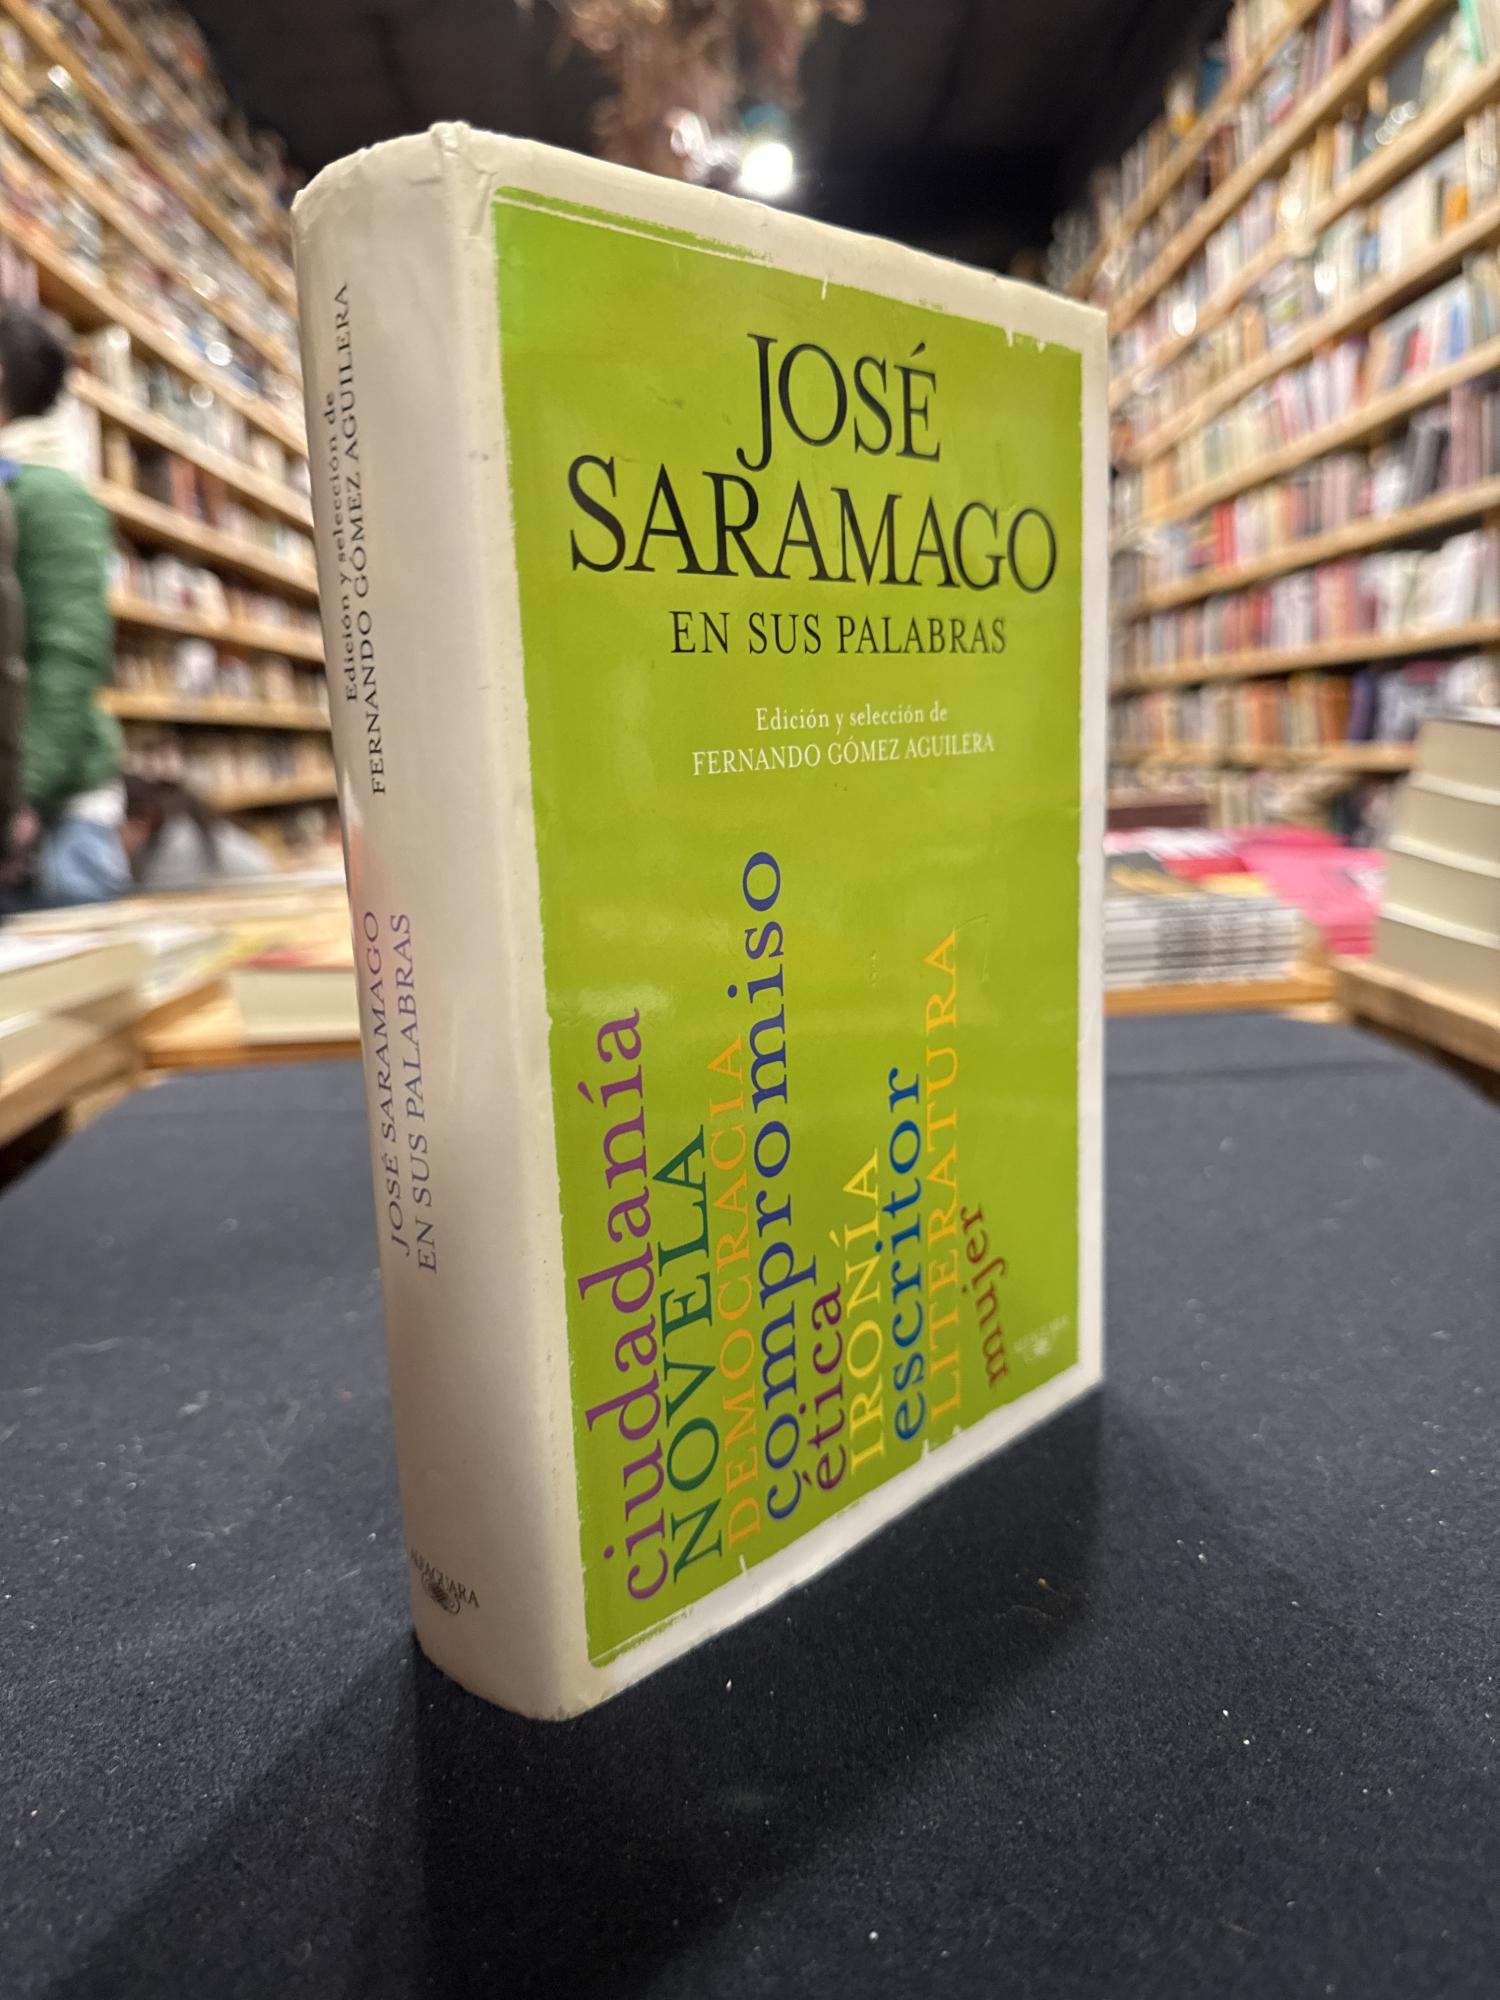 Edición y selección de
FERNANDO GÓMEZ AGUILERA
JOSÉ SARAMAGO
EN SUS PALABRAS
ALFAGUARA
JOSÉ
SARAMAGO
EN SUS PALABRAS
Edición y selección de
FERNANDO GÓMEZ AGUILERA
ciudadanía
NOVELA
DEMOCRACIA
compromiso
ética
IRONÍA
escritor
LITERATURA
mujer
ALFAGUARA